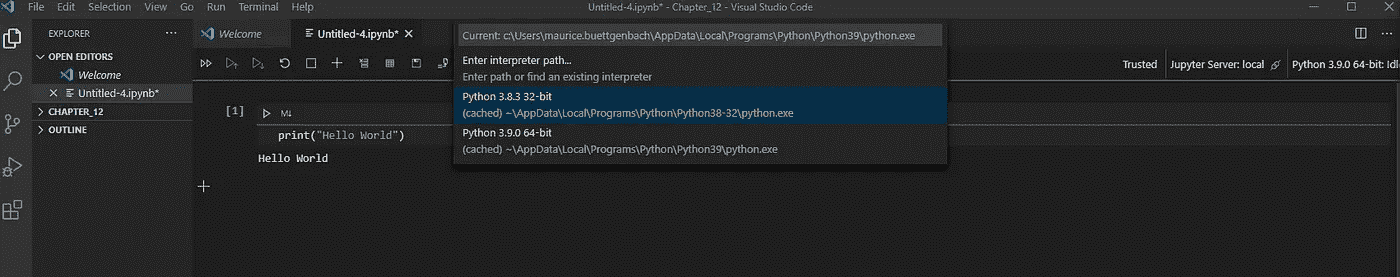 File Edit Selection View Go Run Terminal Help
Untitled-4.ipynb* - Chapter_12 - Visual Studio Code
EXPLORER
OPEN EDITORS
Welcome
Untitled-4.ipynb*
CHAPTER_12
OUTLINE
Welcome
Untitled-4.ipynb*
Current: c:\Users\maurice.buettgenbach\AppData\Local\Programs\Python\Python39\python.exe
Enter interpreter path...
Enter path or find an existing interpreter
Python 3.8.3 32-bit
(cached) ~\AppData\Local\Programs\Python\Python38-32\python.exe
Python 3.9.0 64-bit
(cached) ~\AppData\Local\Programs\Python\Python39\python.exe
Trusted
Jupyter Server: local
Python 3.9.0 64-bit: Idl
[1]
M↓
print("Hello World")
Hello World